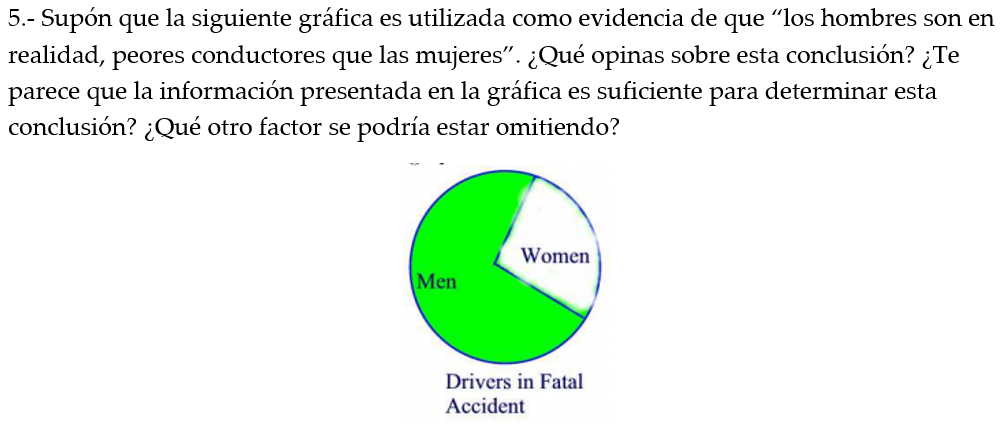 5.- Supón que la siguiente gráfica es utilizada como evidencia de que “los hombres son en
realidad, peores conductores que las mujeres”. ¿Qué opinas sobre esta conclusión? ¿Te
parece que la información presentada en la gráfica es suficiente para determinar esta
conclusión? ¿Qué otro factor se podría estar omitiendo?
Women
Men
Drivers in Fatal
Accident